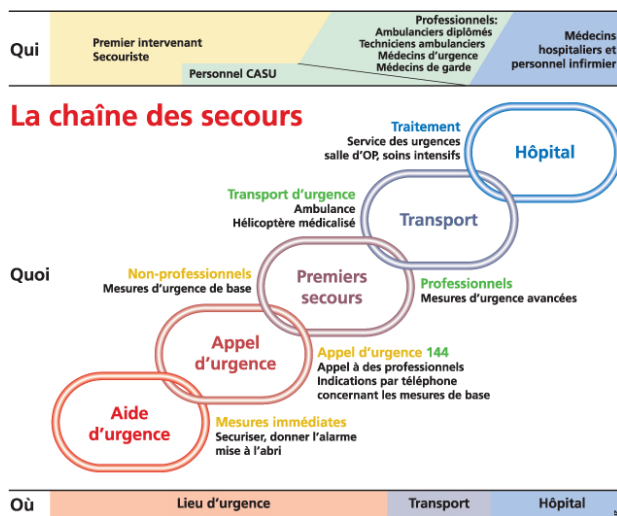 Qui
Premier intervenant
Secouriste
Personnel CASU
Professionnels:
Ambulanciers diplômés
Techniciens ambulanciers
Médecins d'urgence
Médecins de garde
Médecins
hospitaliers et
personnel infirmier
La chaîne des secours
Traitement
Service des urgences
salle d'OP, soins intensifs
Hôpital
Transport d'urgence
Ambulance
Hélicoptère médicalisé
Transport
Quoi
Non-professionnels
Mesures d'urgence de base
Premiers
secours
Professionnels
Mesures d'urgence avancées
Appel
d'urgence
Appel d'urgence 144
Appel à des professionnels
Indications par téléphone
concernant les mesures de base
Aide
d'urgence
Mesures immédiates
Securiser, donner l'alarme
mise à l'abri
Où
Lieu d'urgence
Transport
Hôpital